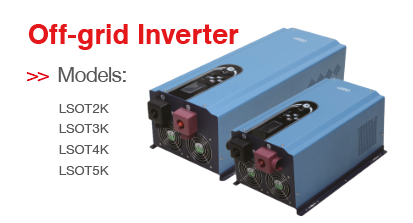 Off-grid Inverter
>> Models:
LSOT2K
LSOT3K
LSOT4K
LSOT5K